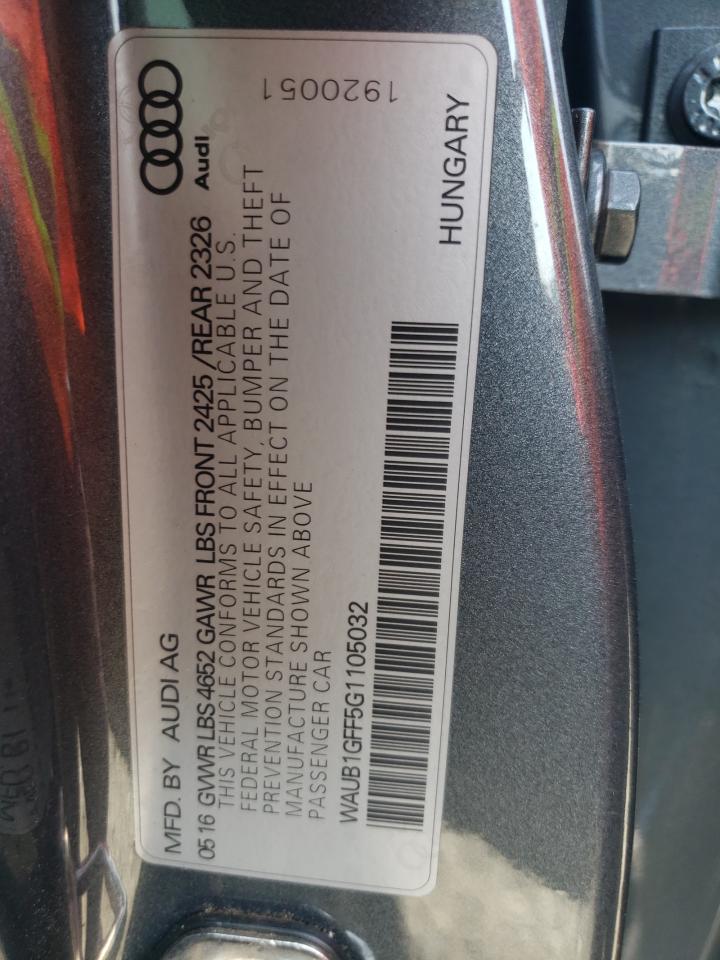 MFD. BY AUDI AG
Audi
05 16 GVWR LBS 4652 GAWR LBS FRONT 2425 /REAR 2326
THIS VEHICLE CONFORMS TO ALL APPLICABLE U.S.
FEDERAL MOTOR VEHICLE SAFETY, BUMPER AND THEFT
PREVENTION STANDARDS IN EFFECT ON THE DATE OF
MANUFACTURE SHOWN ABOVE
PASSENGER CAR
WAUB1GFF5G1105032
HUNGARY
1920051